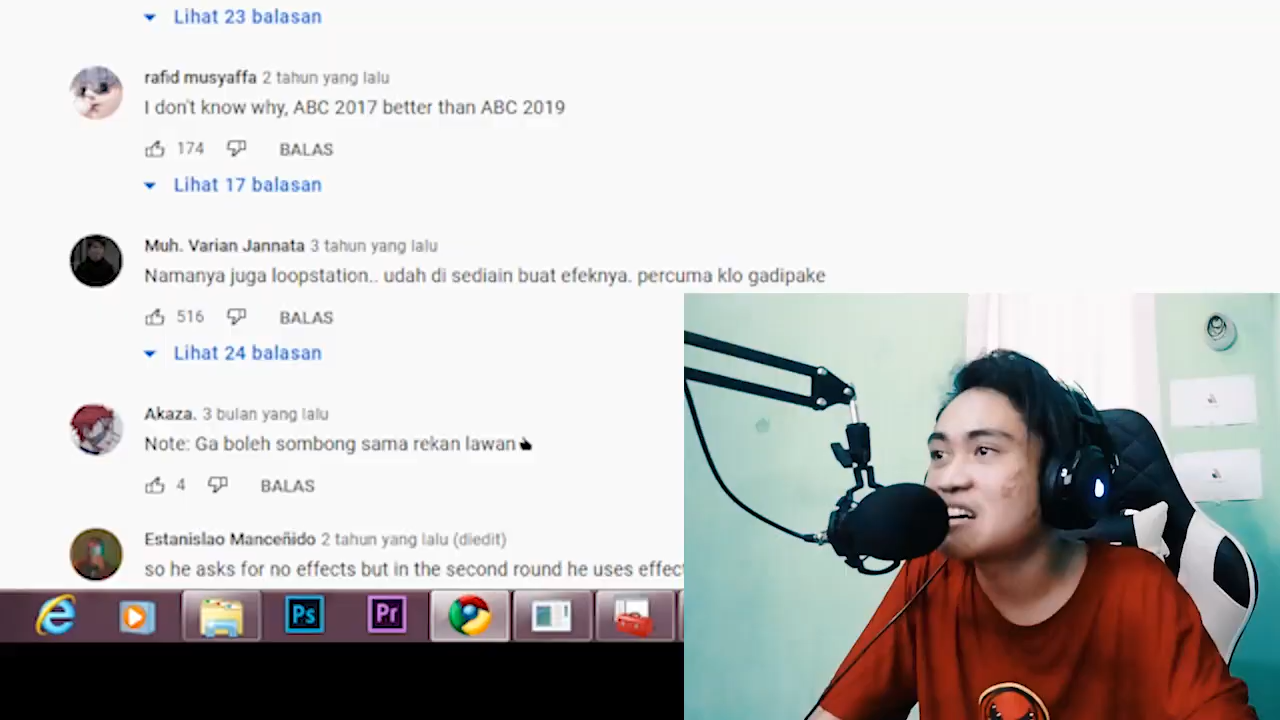 Lihat 23 balasan
rafid musyaffa 2 tahun yang lalu
I don't know why, ABC 2017 better than ABC 2019
174 BALAS
Lihat 17 balasan
Muh. Varian Jannata 3 tahun yang lalu
Namanya juga loopstation.. udah di sediain buat efeknya. percuma klo gadipake
516 BALAS
Lihat 24 balasan
Akaza. 3 bulan yang lalu
Note: Ga boleh sombong sama rekan lawan
4 BALAS
Estanislao Manceñido 2 tahun yang lalu (diedit)
so he asks for no effects but in the second round he uses effect
Ps Pr